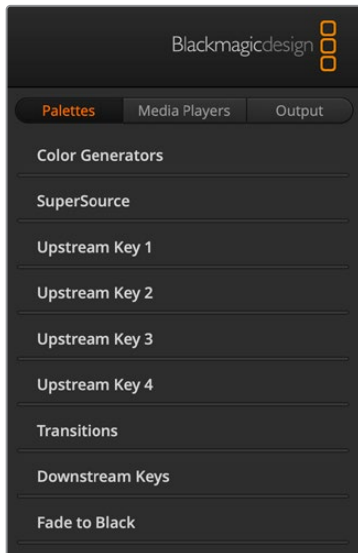 Blackmagicdesign
Palettes Media Players Output
Color Generators
SuperSource
Upstream Key 1
Upstream Key 2
Upstream Key 3
Upstream Key 4
Transitions
Downstream Keys
Fade to Black